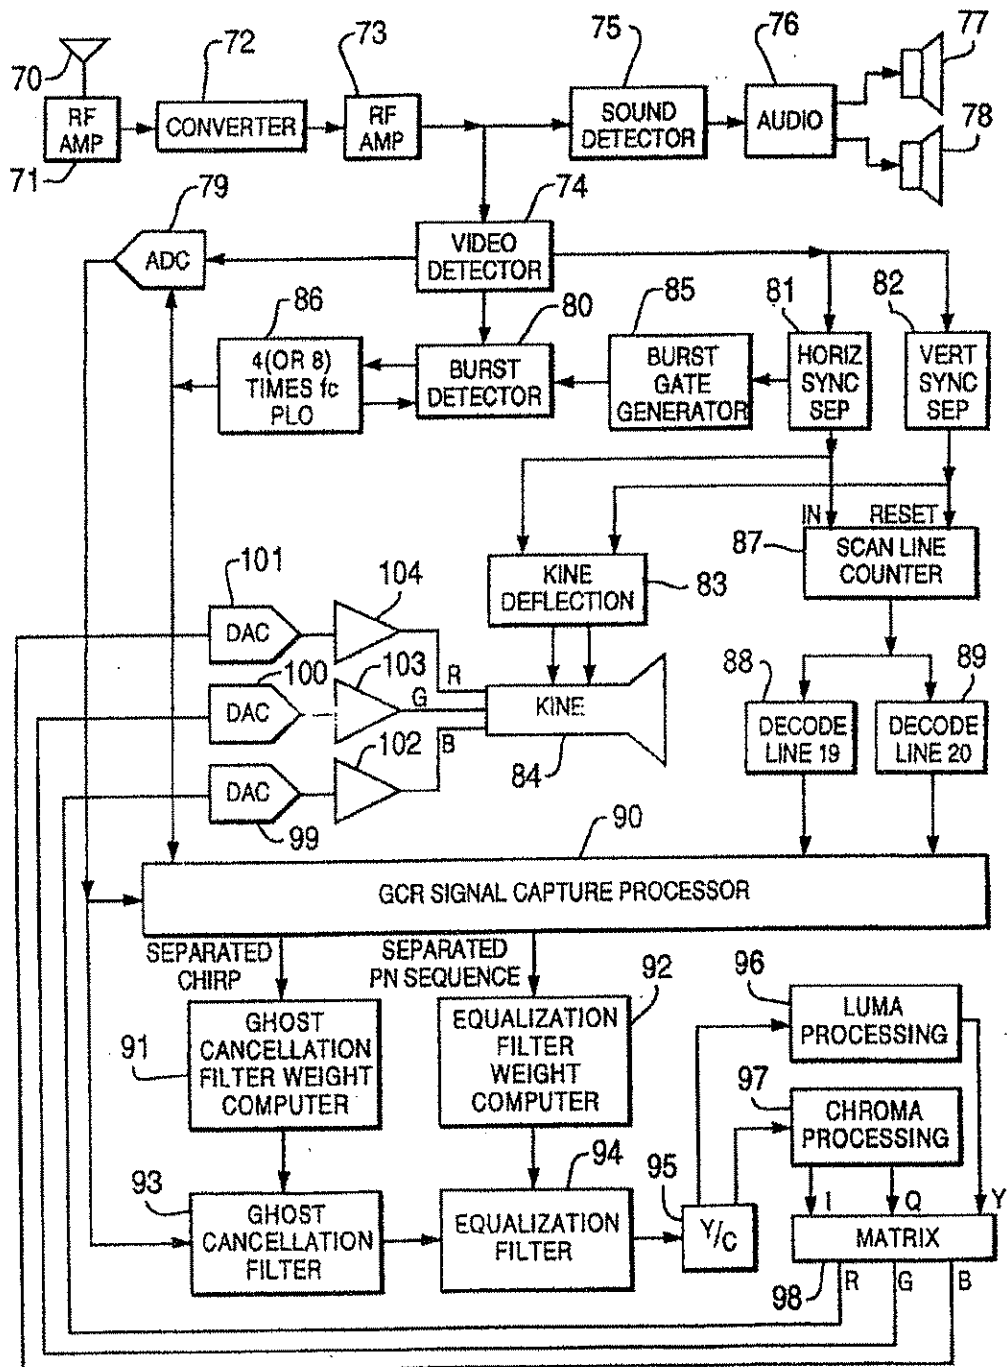 70
71
RF
AMP
72
CONVERTER
73
RF
AMP
75
SOUND
DETECTOR
76
AUDIO
77
78
79
ADC
74
VIDEO
DETECTOR
86
4(OR 8)
TIMES fc
PLO
80
BURST
DETECTOR
85
BURST
GATE
GENERATOR
81
HORIZ
SYNC
SEP
82
VERT
SYNC
SEP
IN
RESET
87
SCAN LINE
COUNTER
KINE
DEFLECTION
83
101
DAC
104
100
DAC
103
DAC
99
102
R
G
B
KINE
84
88
DECODE
LINE 19
89
DECODE
LINE 20
90
GCR SIGNAL CAPTURE PROCESSOR
SEPARATED
CHIRP
SEPARATED
PN SEQUENCE
91
GHOST
CANCELLATION
FILTER WEIGHT
COMPUTER
92
EQUALIZATION
FILTER
WEIGHT
COMPUTER
96
LUMA
PROCESSING
97
CHROMA
PROCESSING
93
GHOST
CANCELLATION
FILTER
94
EQUALIZATION
FILTER
95
Y/C
I
Q
Y
MATRIX
98
R
G
B